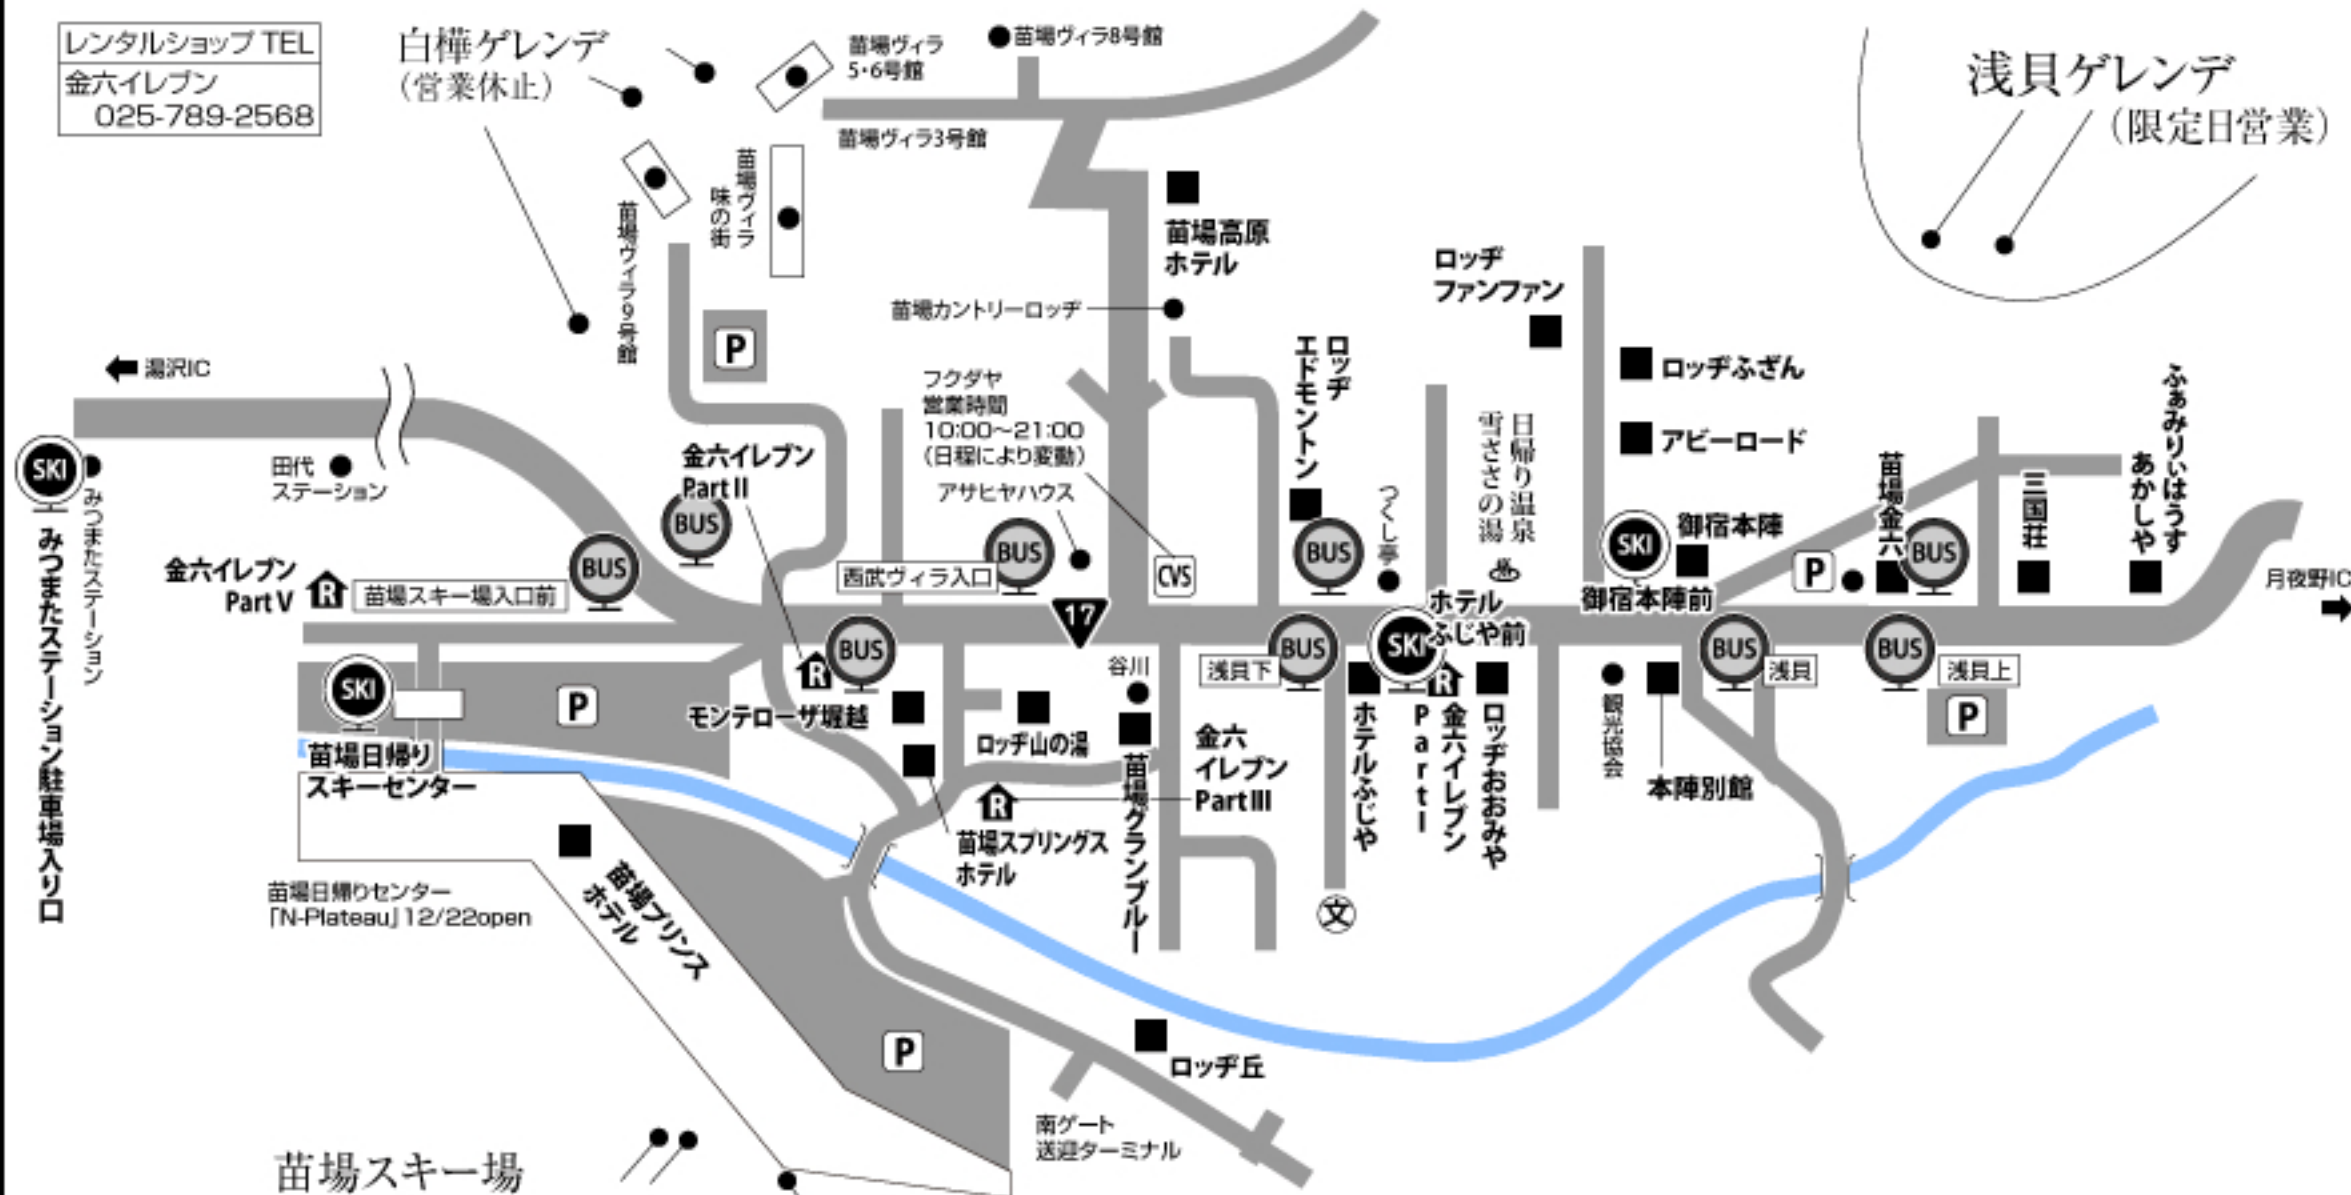 レンタルショップ TEL
金六イレブン
025-789-2568
白樺ゲレンデ
（営業休止）
苗場ヴィラ
5・6号館
苗場ヴィラ8号館
苗場ヴィラ3号館
浅貝ゲレンデ
（限定日営業）
苗場ヴィラ
味の街
苗場ヴィラ9号館
P
苗場高原
ホテル
苗場カントリーロッヂ
ロッヂ
ファンファン
ロッヂ
エドモントン
ロッヂふざん
アビーロード
湯沢IC
SKI
みつまたステーション
みつまたステーション駐車場入り口
田代
ステーション
フクダヤ
営業時間
10:00～21:00
（日程により変動）
アサヒヤハウス
金六イレブン
Part II
BUS
BUS
BUS
CVS
BUS
つくし亭
日帰り温泉
雪ささの湯
SKI
御宿本陣
御宿本陣前
P
苗場金六
BUS
三国荘
ふぁみりぃはうす
あかしや
月夜野IC
金六イレブン
Part V
R
苗場スキー場入口前
西武ヴィラ入口
17
SKI
苗場日帰り
スキーセンター
P
R
BUS
モンテローザ堀越
ロッヂ山の湯
谷川
苗場グランブルー
浅貝下
BUS
SKI
ホテル
ふじや前
ホテルふじや
R
金六イレブン
Part I
ロッヂおおみや
観光協会
本陣別館
BUS
浅貝
BUS
浅貝上
P
R
金六
イレブン
Part III
苗場スプリングス
ホテル
文
苗場日帰りセンター
「N-Plateau」12/22open
苗場プリンス
ホテル
P
ロッヂ丘
南ゲート
送迎ターミナル
苗場スキー場